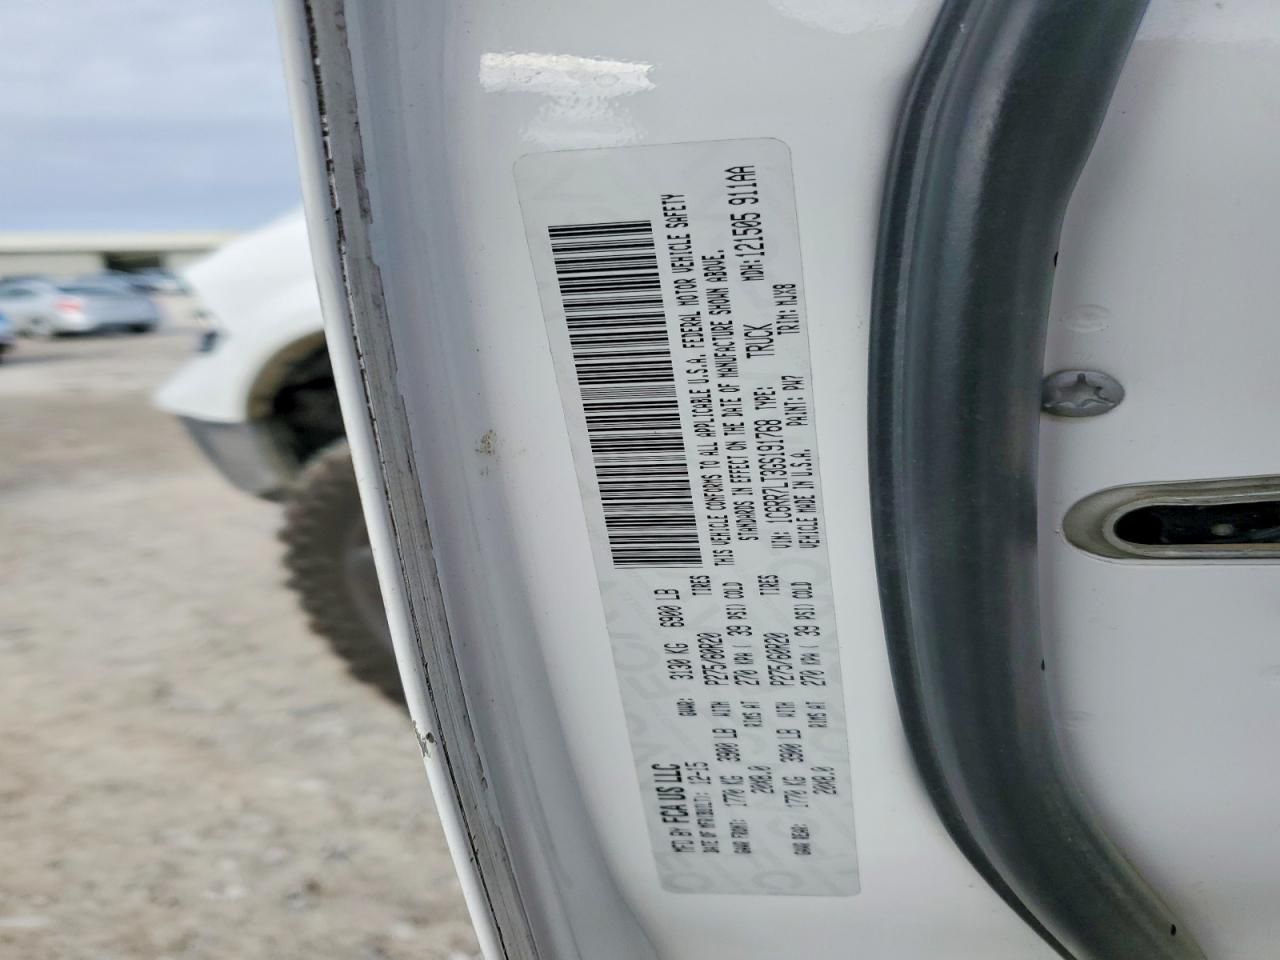 MFD BY FCA US LLC
DATE OF MFR/BUILT: 12-15 GVWR: 3130 KG 6900 LB
GAWR FRONT: 1770 KG 3900 LB WITH P275/60R20 TIRES
20X8.0 RIMS AT 270 KPA ( 39 PSI) COLD
GAWR REAR: 1770 KG 3900 LB WITH P275/60R20 TIRES
20X8.0 RIMS AT 270 KPA ( 39 PSI) COLD
THIS VEHICLE CONFORMS TO ALL APPLICABLE U.S.A. FEDERAL MOTOR VEHICLE SAFETY
STANDARDS IN EFFECT ON THE DATE OF MANUFACTURE SHOWN ABOVE.
VIN: 1C6RR7LT3GS191768 TYPE: TRUCK MDH: 121505 911AA
VEHICLE MADE IN U.S.A. PAINT: PW7 TRIM: MJX8